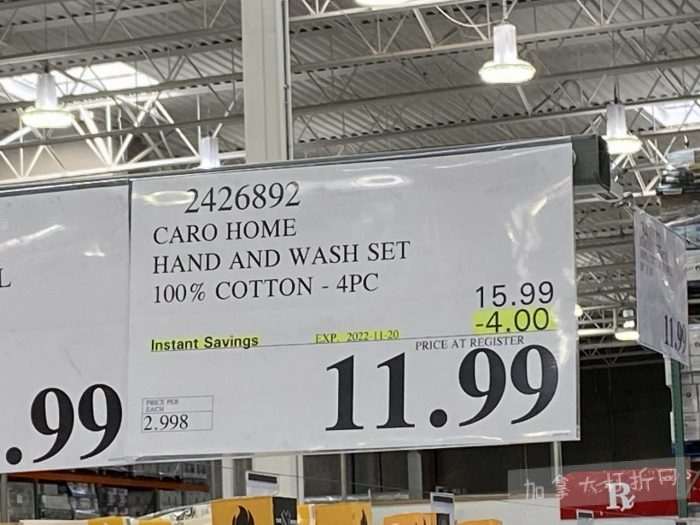 2426892
CARO HOME
HAND AND WASH SET
100% COTTON - 4PC
15.99
-4.00
Instant Savings
EXP. 2022-11-20
PRICE AT REGISTER
11.99
PRICE PER
EACH
2.998
L
.99
11.99
加拿大打折网
Rx